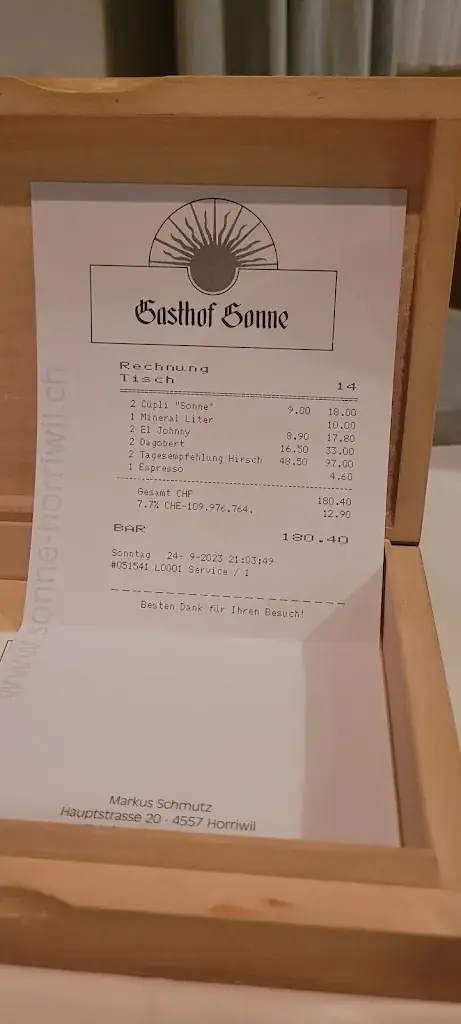 Gasthof Sonne
Rechnung
Tisch 14
2 Cüpli "Sonne" 9.00 18.00
1 Mineral Liter 10.00
2 El Johnny 8.90 17.80
2 Dagobert 16.50 33.00
2 Tagesempfehlung Hirsch 48.50 97.00
1 Espresso 4.60
Gesamt CHF 180.40
7.7% CHE-109.976.764. 12.90
BAR 180.40
Sonntag 24- 9-2023 21:03:49
#051541 L0001 Service / 1
Besten Dank für Ihren Besuch!
www.sonne-horriwil.ch
Markus Schmutz
Hauptstrasse 20 · 4557 Horriwil